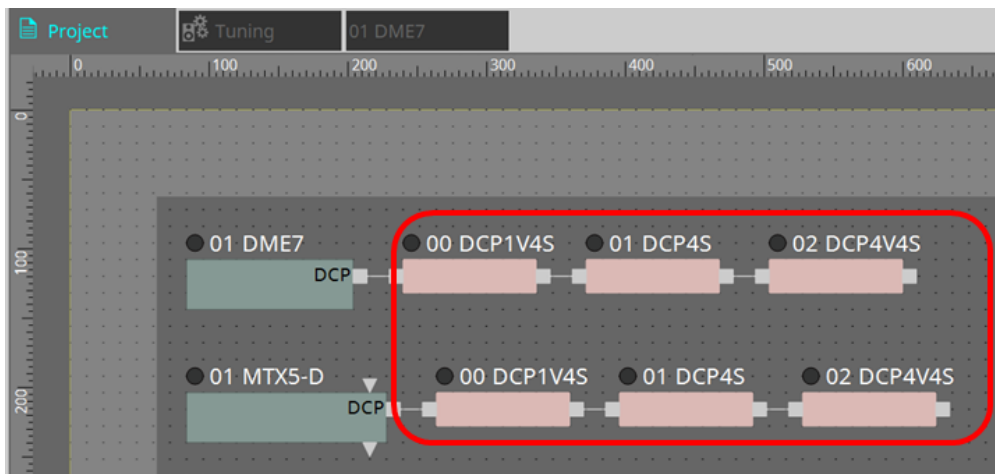 Project Tuning 01 DME7
0 100 200 300 400 500 600
0
01 DME7 00 DCP1V4S 01 DCP4S 02 DCP4V4S
DCP
100
01 MTX5-D 00 DCP1V4S 01 DCP4S 02 DCP4V4S
DCP
200